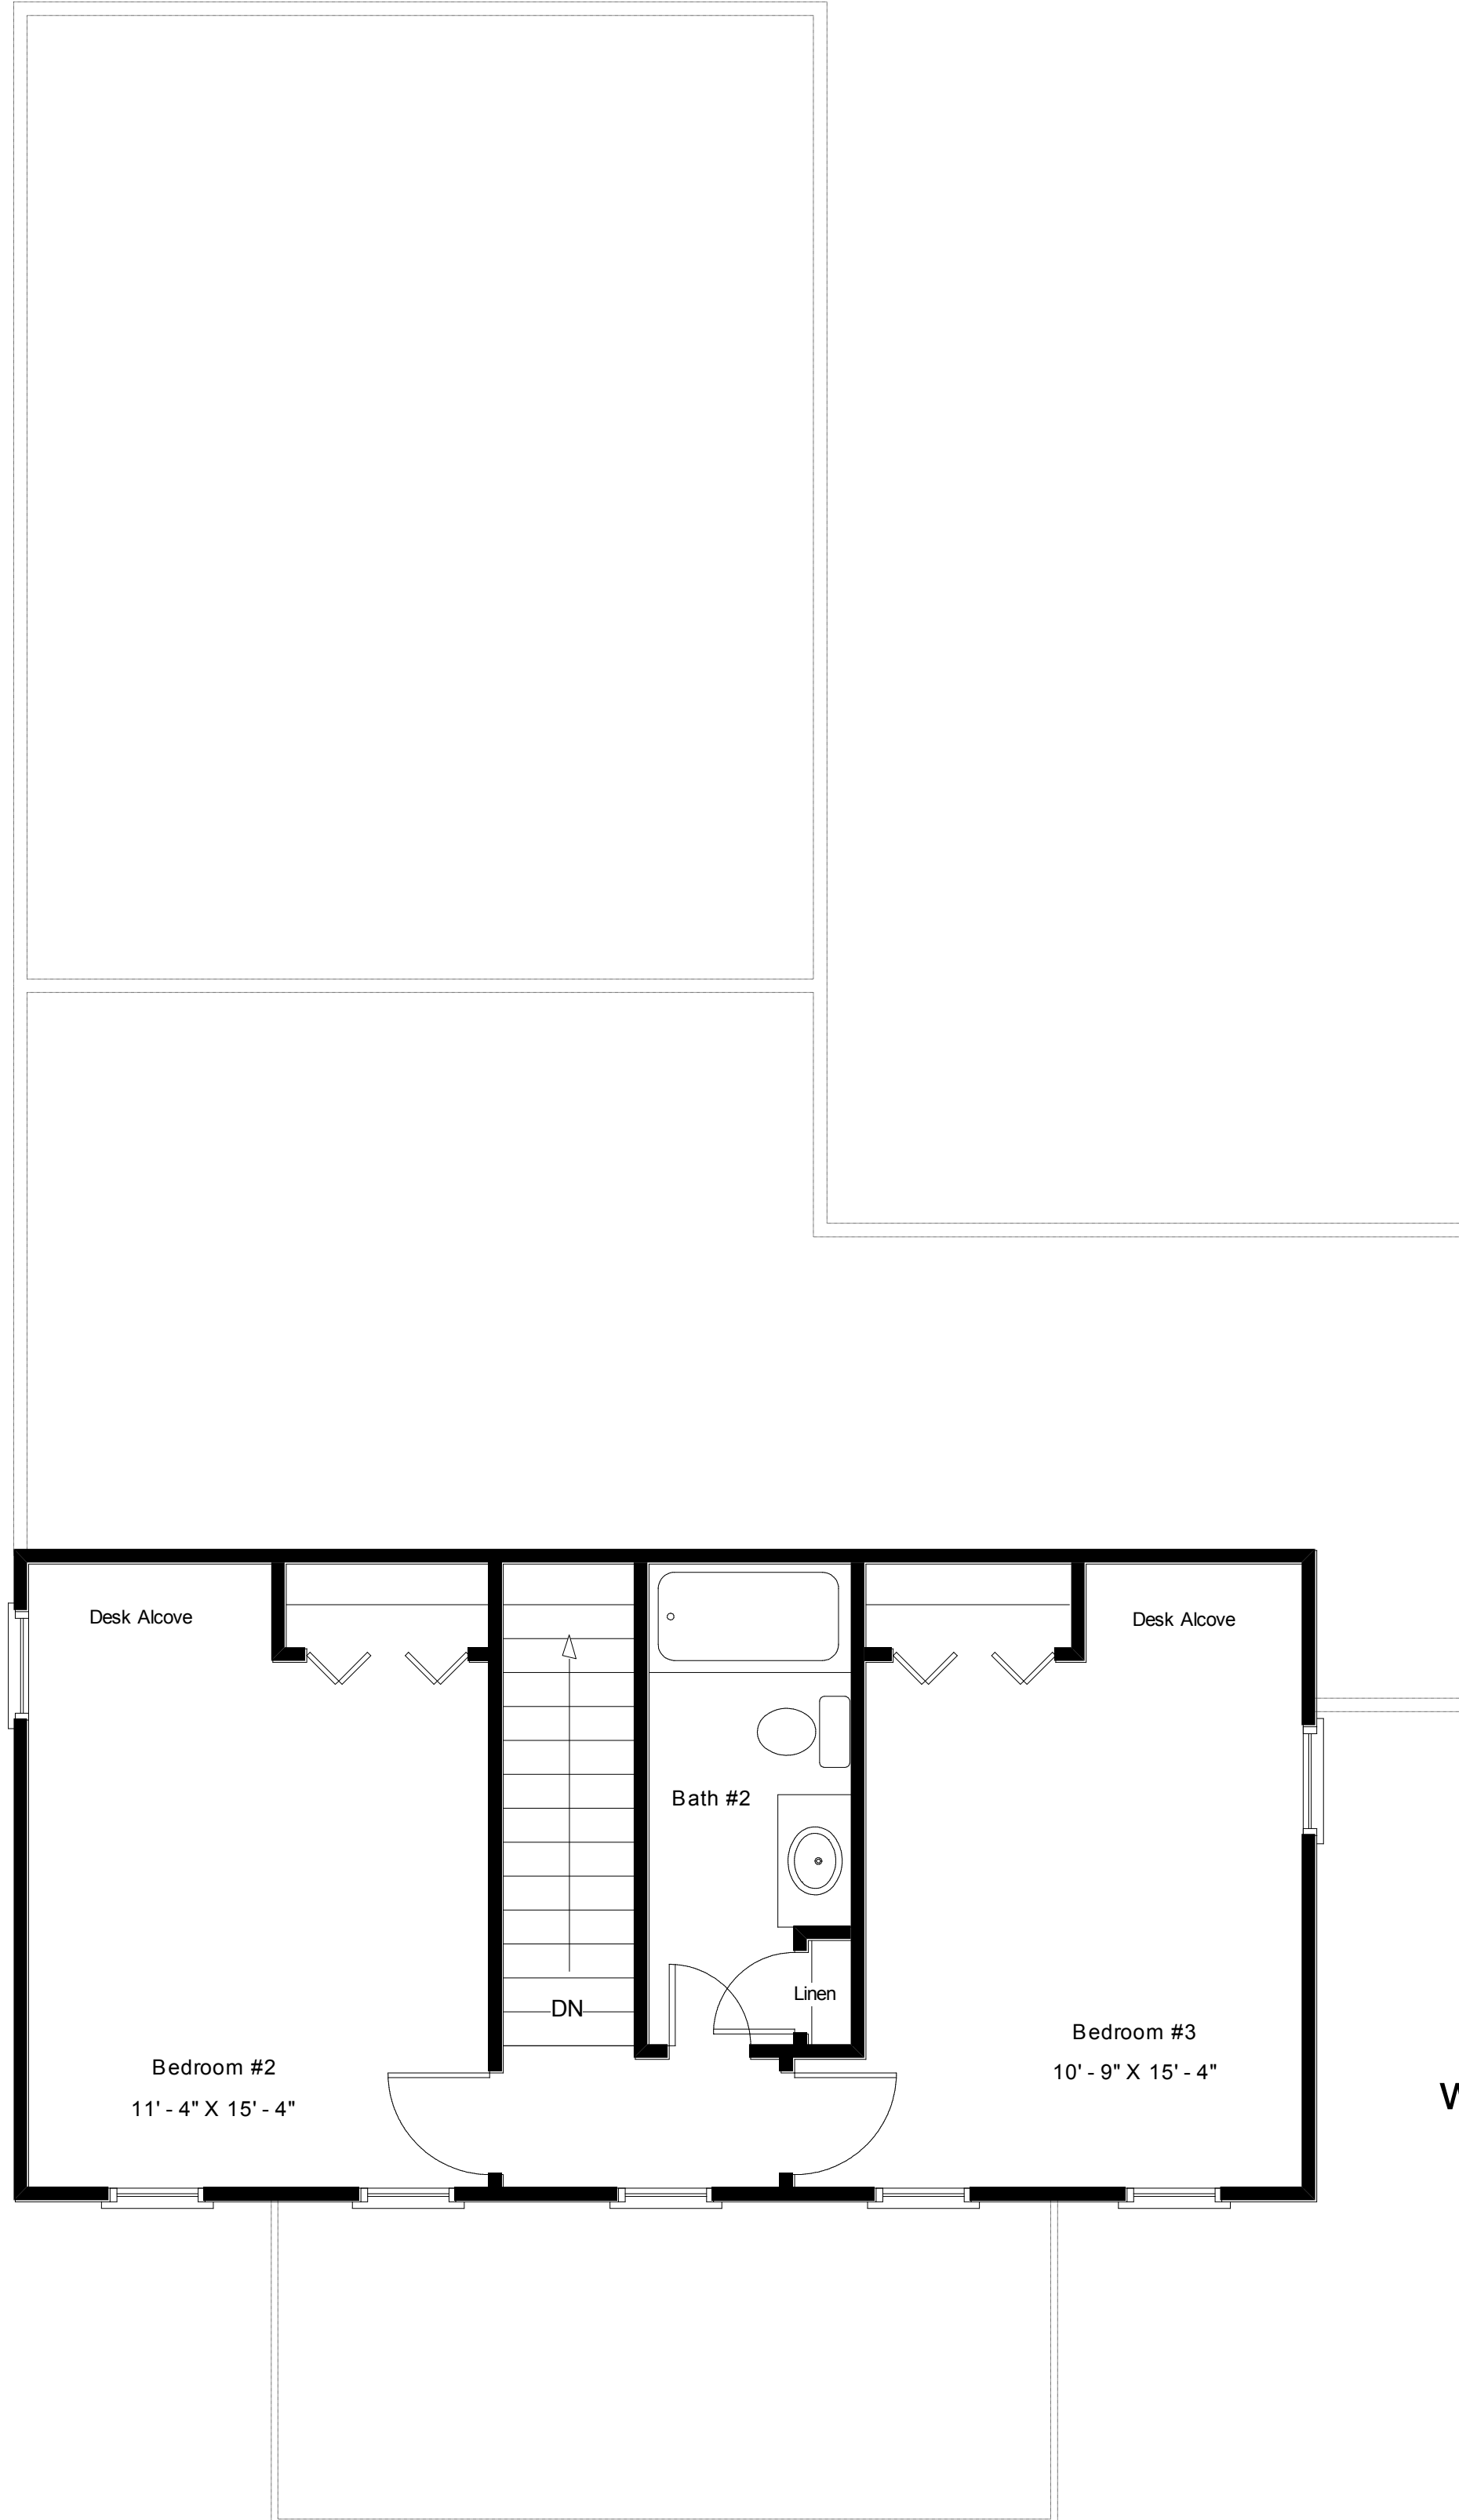 Desk Alcove
Desk Alcove
Bath #2
Linen
DN
Bedroom #3
10' - 9" X 15' - 4"
Bedroom #2
11' - 4" X 15' - 4"